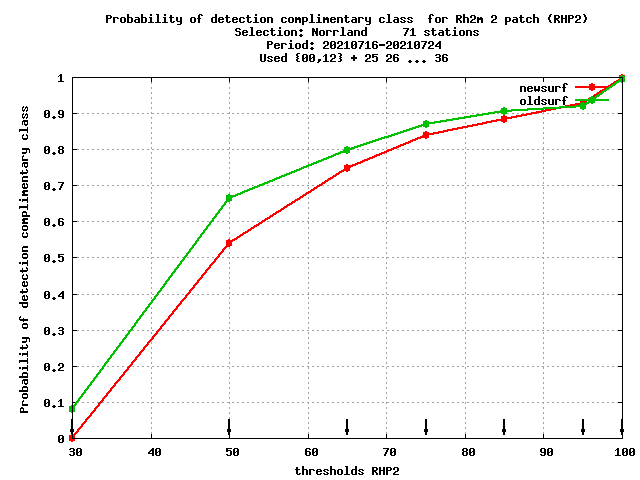 Probability of detection complimentary class  for Rh2m 2 patch (RHP2)
Selection: Norrland     71 stations
Period: 20210716-20210724
Used {00,12} + 25 26 ... 36
newsurf
oldsurf
Probability of detection complimentary class
1
0.9
0.8
0.7
0.6
0.5
0.4
0.3
0.2
0.1
0
30 40 50 60 70 80 90 100
thresholds RHP2